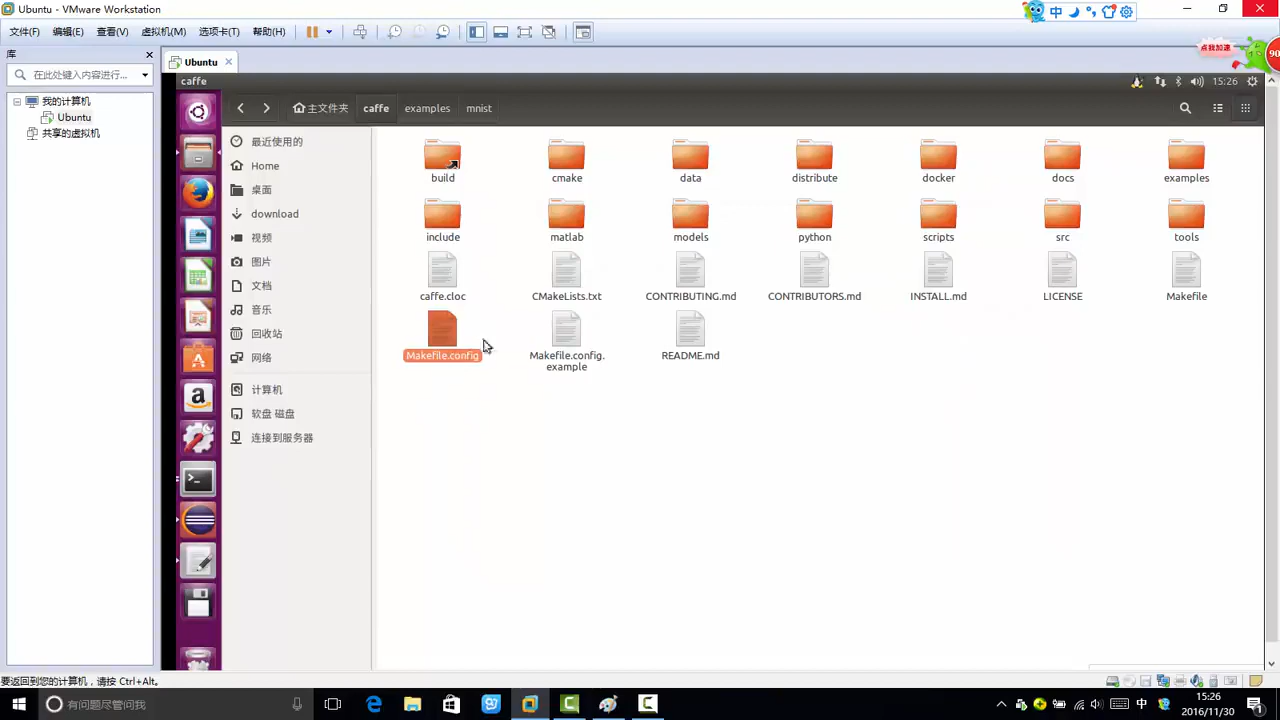 Ubuntu - VMware Workstation
中
文件(F) 编辑(E) 查看(V) 虚拟机(M) 选项卡(T) 帮助(H)
点我加速
90
库
Ubuntu
在此处键入内容进行...
我的计算机
Ubuntu
共享的虚拟机
caffe
15:26
主文件夹 caffe examples mnist
最近使用的
Home
桌面
download
视频
图片
文档
音乐
回收站
网络
计算机
软盘 磁盘
连接到服务器
build cmake data distribute docker docs examples
include matlab models python scripts src tools
caffe.cloc CMakeLists.txt CONTRIBUTING.md CONTRIBUTORS.md INSTALL.md LICENSE Makefile
Makefile.config Makefile.config.example README.md
要返回到您的计算机，请按 Ctrl+Alt。
有问题尽管问我
中
15:26
2016/11/30